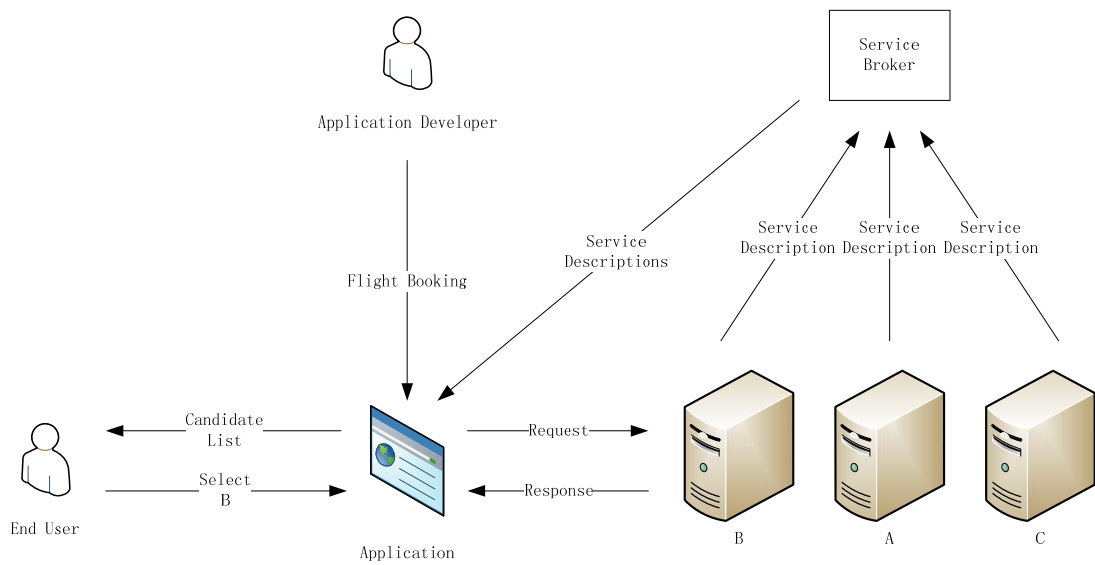 Service
Broker
Application Developer
Service
Description
Service
Description
Service
Description
Service
Descriptions
Flight Booking
Candidate
List
Request
Select
B
Response
End User
Application
B
A
C